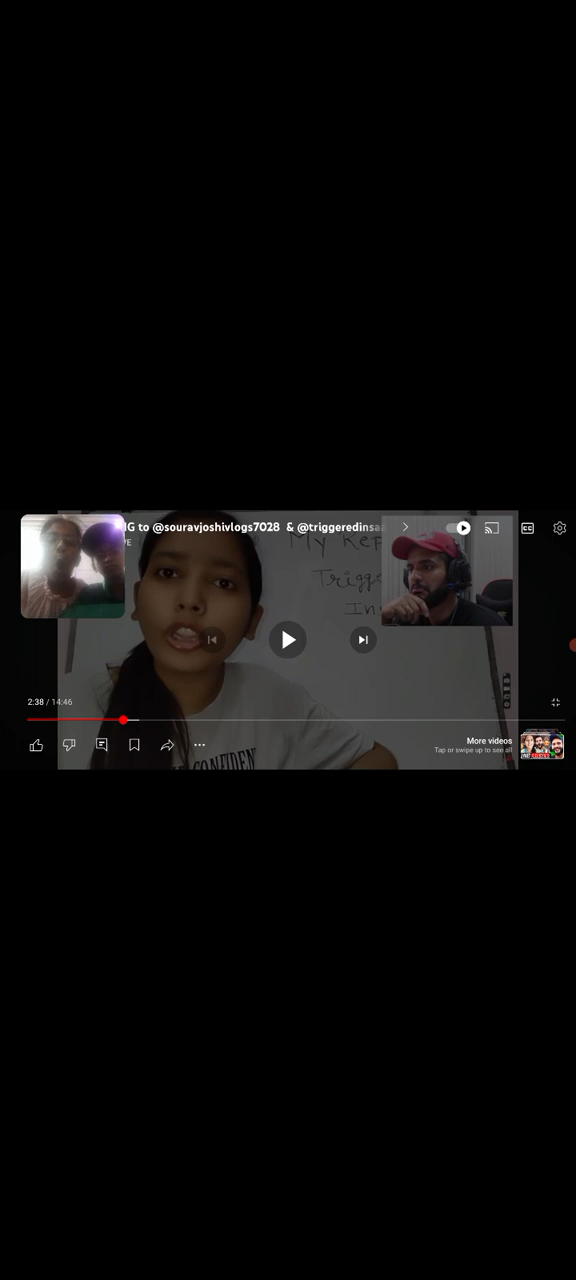 G to @souravjoshivlogs7028 & @triggeredinsaa
My Rep
Trigge
In
2:38 / 14:46
CONFIDEN
More videos
Tap or swipe up to see all